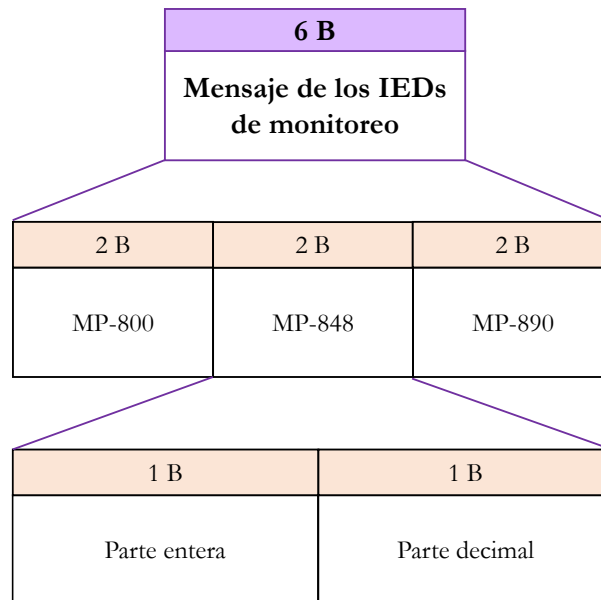 6 B
Mensaje de los IEDs
de monitoreo
2 B
2 B
2 B
MP-800
MP-848
MP-890
1 B
1 B
Parte entera
Parte decimal